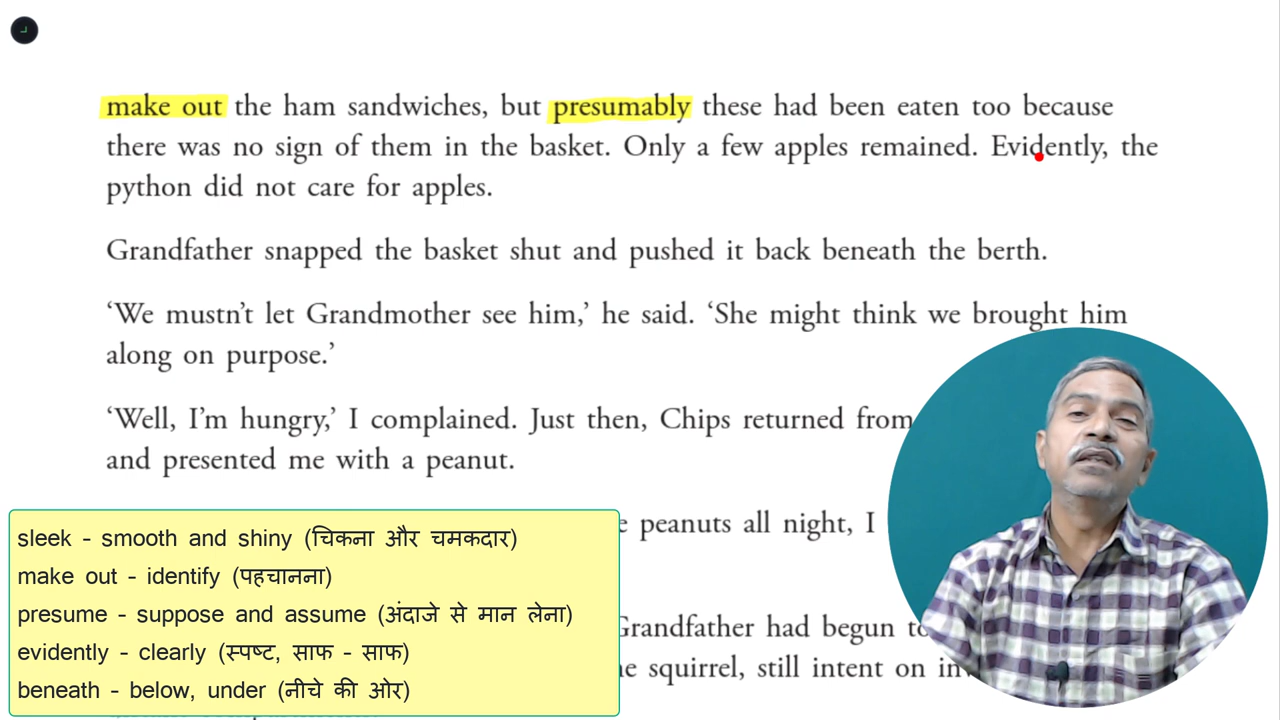 make out the ham sandwiches, but presumably these had been eaten too because
there was no sign of them in the basket. Only a few apples remained. Evidently, the
python did not care for apples.
Grandfather snapped the basket shut and pushed it back beneath the berth.
‘We mustn’t let Grandmother see him,’ he said. ‘She might think we brought him
along on purpose.’
‘Well, I’m hungry,’ I complained. Just then, Chips returned from
and presented me with a peanut.
peanuts all night, I
Grandfather had begun
squirrel, still intent on
sleek - smooth and shiny (चिकना और चमकदार)
make out - identify (पहचानना)
presume - suppose and assume (अंदाजे से मान लेना)
evidently - clearly (स्पष्ट, साफ - साफ)
beneath - below, under (नीचे की ओर)